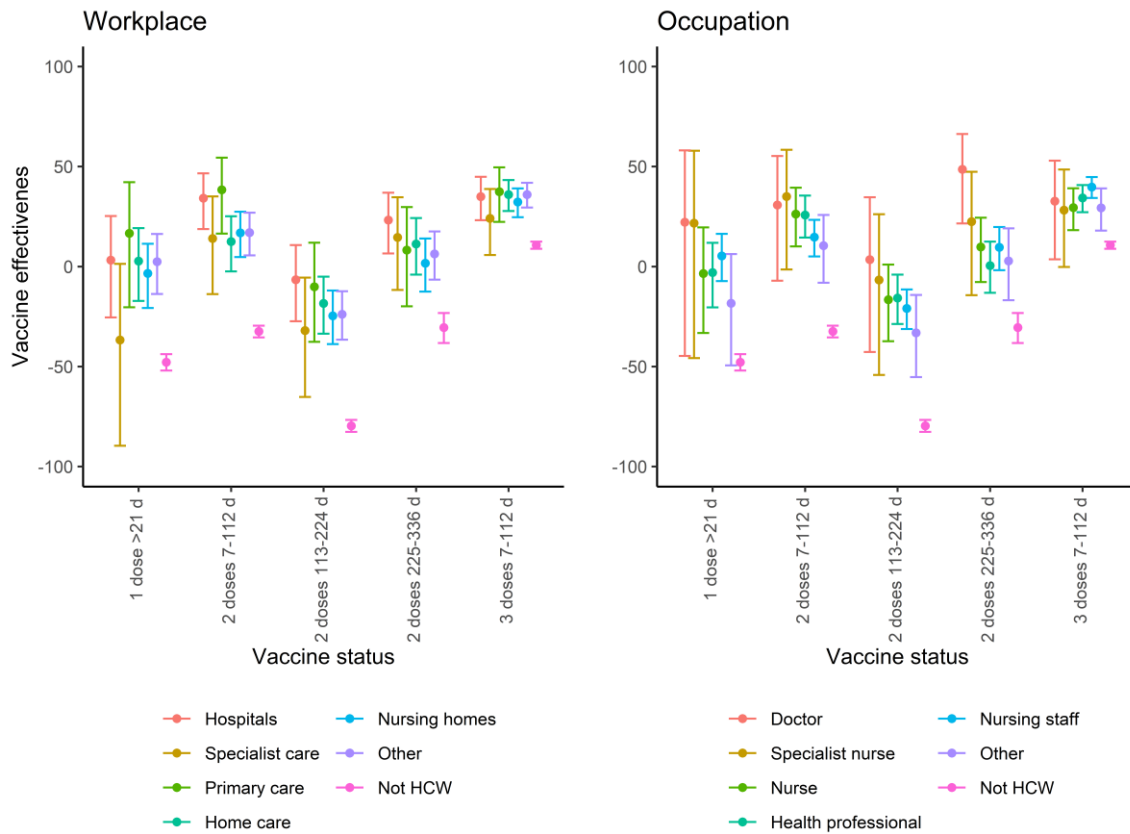 Workplace
Vaccine effectivenes
100
50
0
-50
-100
1 dose >21 d
2 doses 7-112 d
2 doses 113-224 d
2 doses 225-336 d
3 doses 7-112 d
Vaccine status
Hospitals
Specialist care
Primary care
Home care
Nursing homes
Other
Not HCW
Occupation
100
50
0
-50
-100
1 dose >21 d
2 doses 7-112 d
2 doses 113-224 d
2 doses 225-336 d
3 doses 7-112 d
Vaccine status
Doctor
Specialist nurse
Nurse
Health professional
Nursing staff
Other
Not HCW